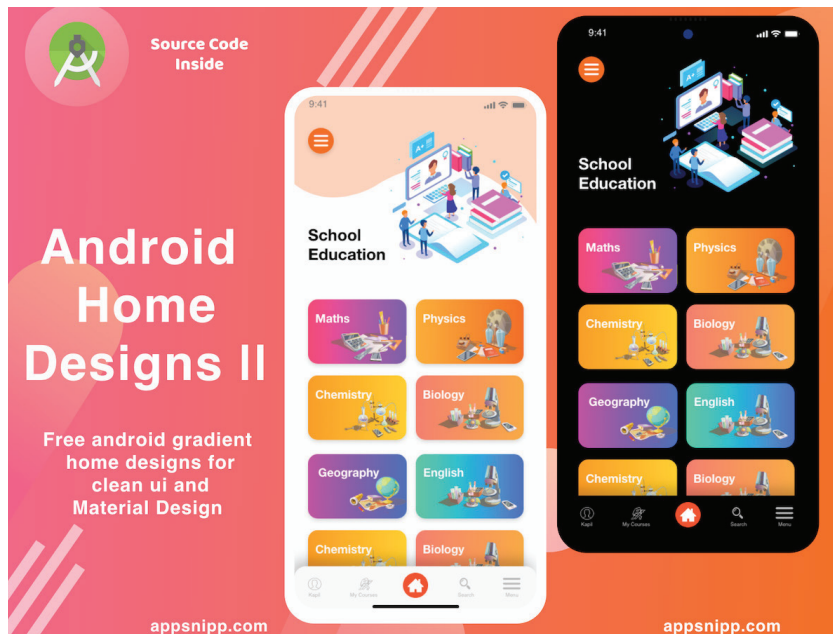 Source Code
Inside
Android
Home
Designs II
Free android gradient
home designs for
clean ui and
Material Design
appsnipp.com
9:41
A+
School
Education
Maths
Physics
Chemistry
Biology
Geography
English
Chemistry
Biology
Kapil
My Courses
Search
Menu
9:41
A+
School
Education
Maths
Physics
Chemistry
Biology
Geography
English
Chemistry
Biology
Kapil
My Courses
Search
Menu
appsnipp.com